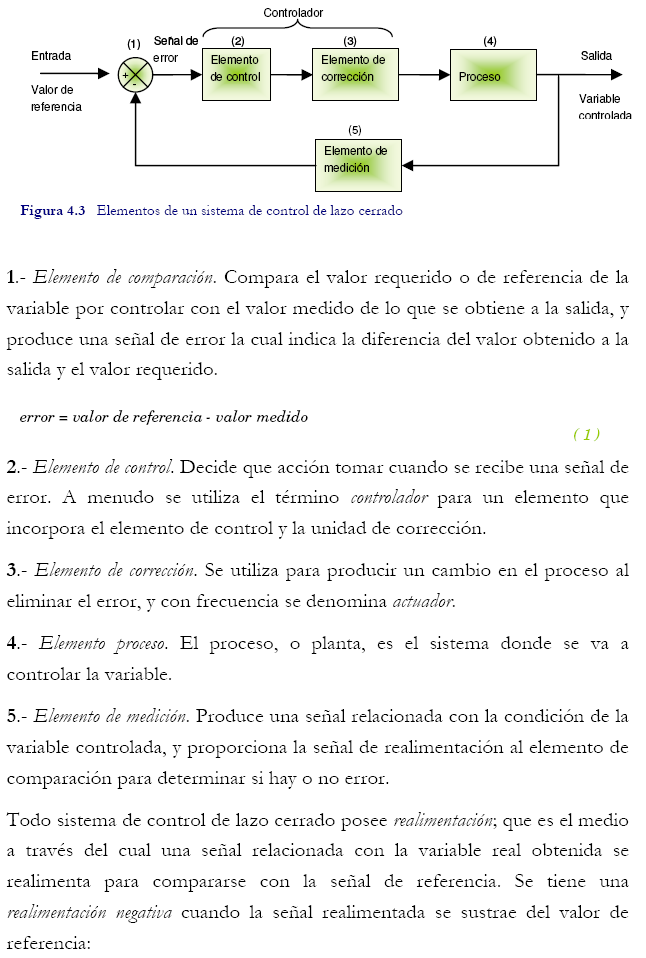 Controlador
(1)
Señal de
error
(2)
(3)
(4)
Entrada
Elemento
de control
Elemento de
corrección
Proceso
Salida
Valor de
referencia
+
-
Variable
controlada
(5)
Elemento de
medición
Figura 4.3 Elementos de un sistema de control de lazo cerrado
1.- Elemento de comparación. Compara el valor requerido o de referencia de la
variable por controlar con el valor medido de lo que se obtiene a la salida, y
produce una señal de error la cual indica la diferencia del valor obtenido a la
salida y el valor requerido.
error = valor de referencia - valor medido
(1)
2.- Elemento de control. Decide que acción tomar cuando se recibe una señal de
error. A menudo se utiliza el término controlador para un elemento que
incorpora el elemento de control y la unidad de corrección.
3.- Elemento de corrección. Se utiliza para producir un cambio en el proceso al
eliminar el error, y con frecuencia se denomina actuador.
4.- Elemento proceso. El proceso, o planta, es el sistema donde se va a
controlar la variable.
5.- Elemento de medición. Produce una señal relacionada con la condición de la
variable controlada, y proporciona la señal de realimentación al elemento de
comparación para determinar si hay o no error.
Todo sistema de control de lazo cerrado posee realimentación; que es el medio
a través del cual una señal relacionada con la variable real obtenida se
realimenta para compararse con la señal de referencia. Se tiene una
realimentación negativa cuando la señal realimentada se sustrae del valor de
referencia: